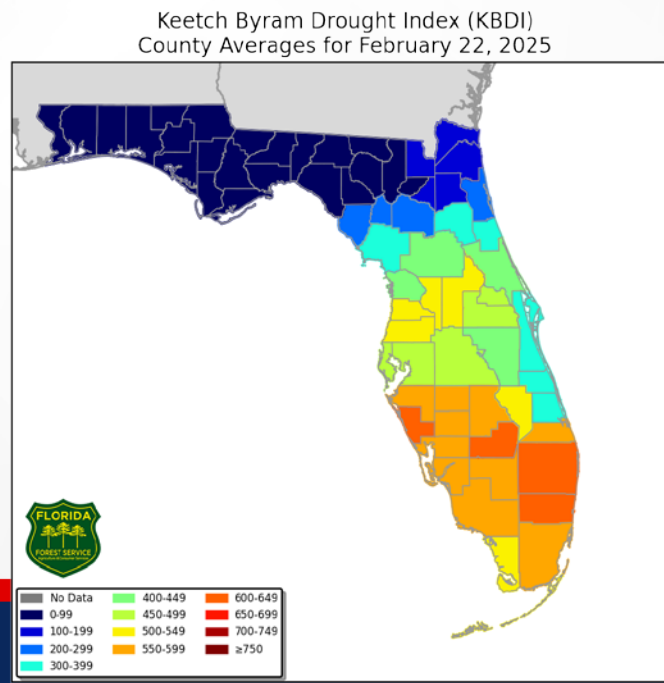 Keetch Byram Drought Index (KBDI)
County Averages for February 22, 2025
FLORIDA
FOREST SERVICE
No Data
0-99
100-199
200-299
300-399
400-449
450-499
500-549
550-599
600-649
650-699
700-749
≥750